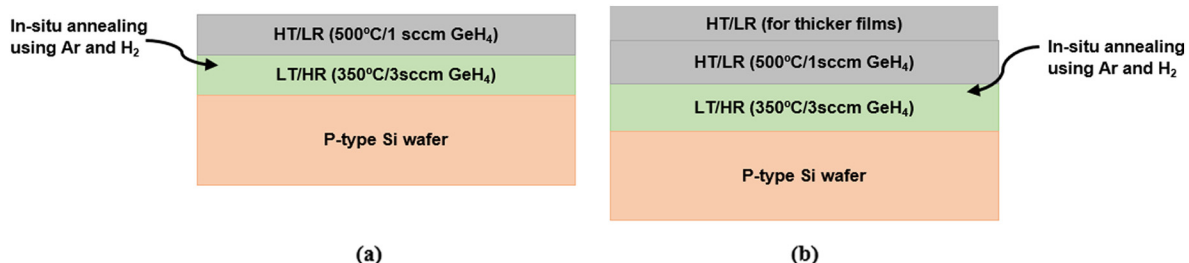 In-situ annealing
using Ar and H₂
HT/LR (500ºC/1 sccm GeH₄)
LT/HR (350ºC/3sccm GeH₄)
P-type Si wafer
(a)
HT/LR (for thicker films)
HT/LR (500ºC/1sccm GeH₄)
LT/HR (350ºC/3sccm GeH₄)
P-type Si wafer
In-situ annealing
using Ar and H₂
(b)